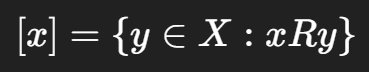 [x] = {y ∈ X : xRy}